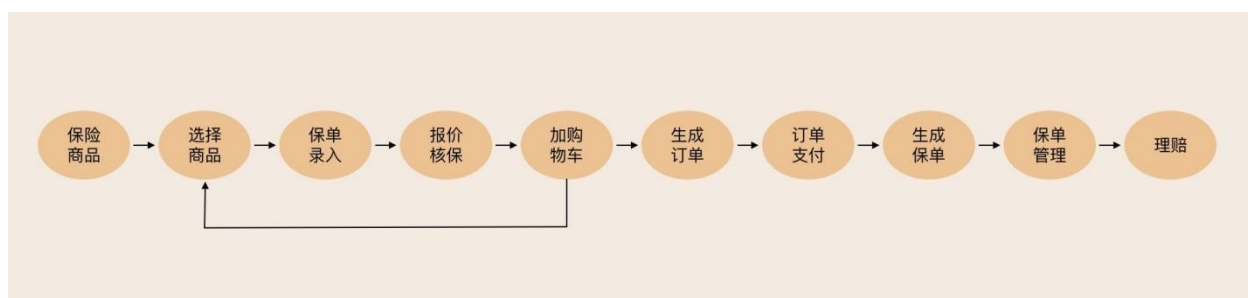 保险
商品
选择
商品
保单
录入
报价
核保
加购
物车
生成
订单
订单
支付
生成
保单
保单
管理
理赔